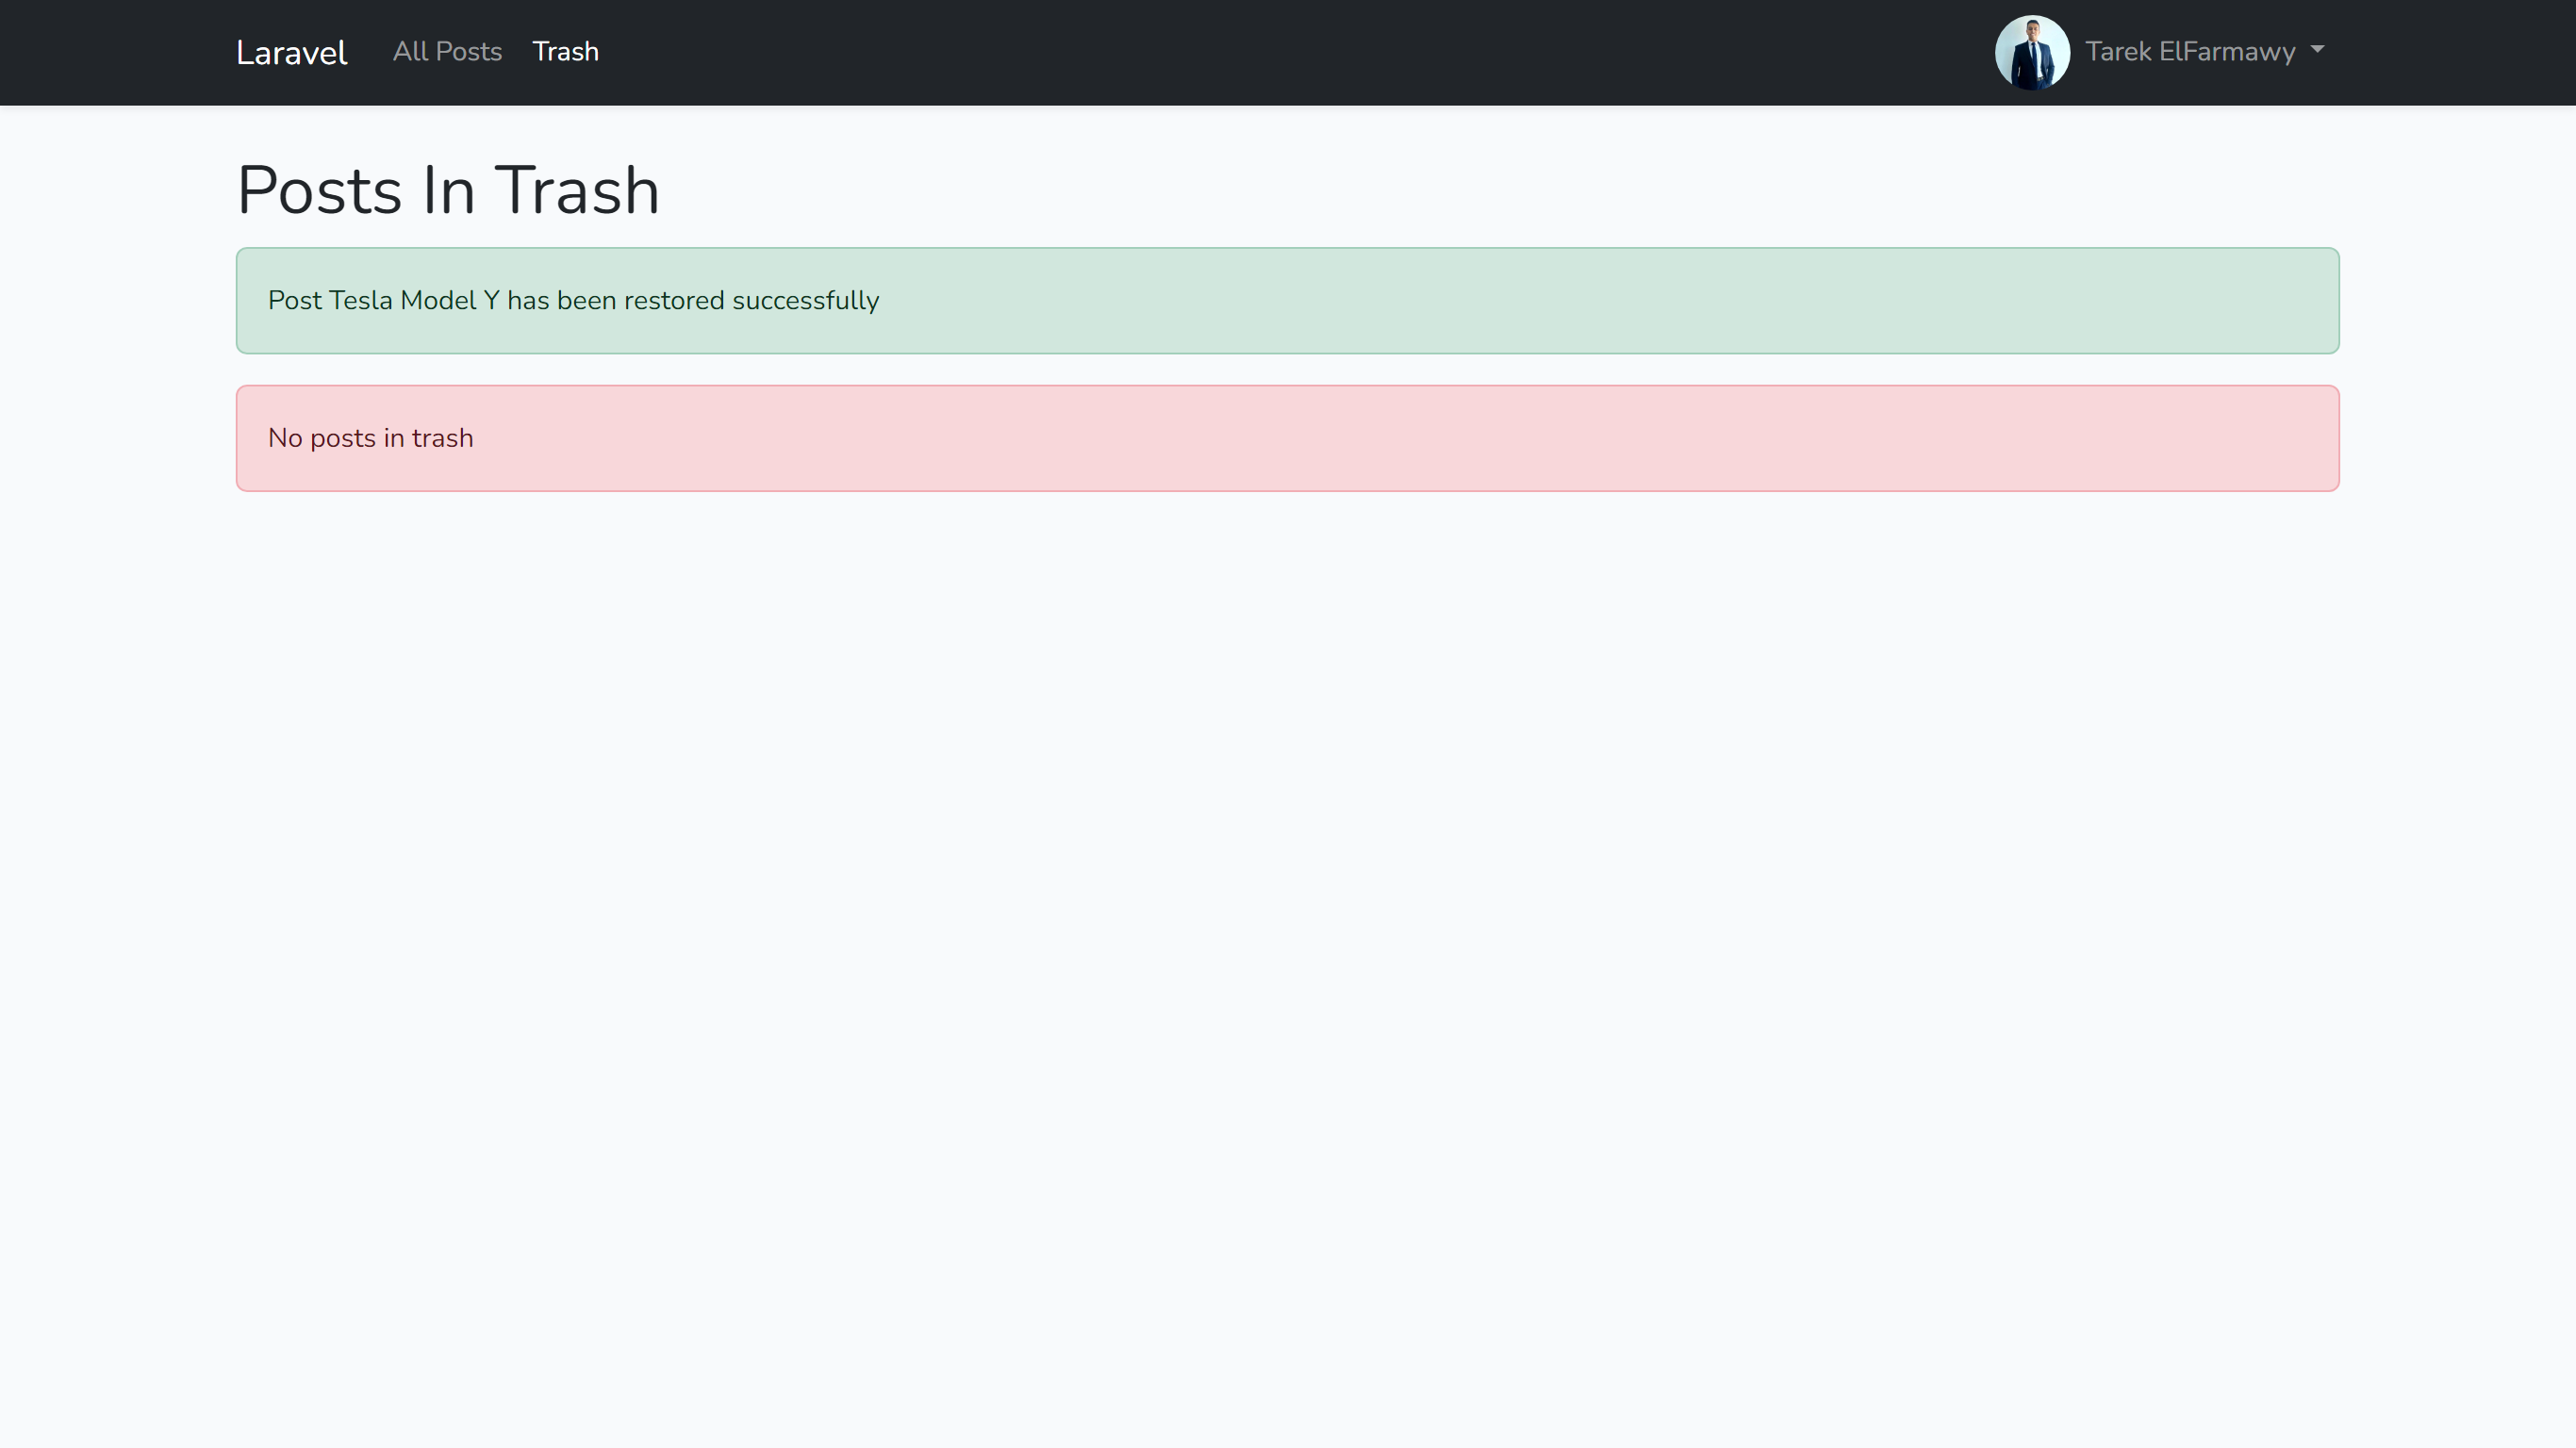 Laravel All Posts Trash Tarek ElFarmawy
Posts In Trash
Post Tesla Model Y has been restored successfully
No posts in trash